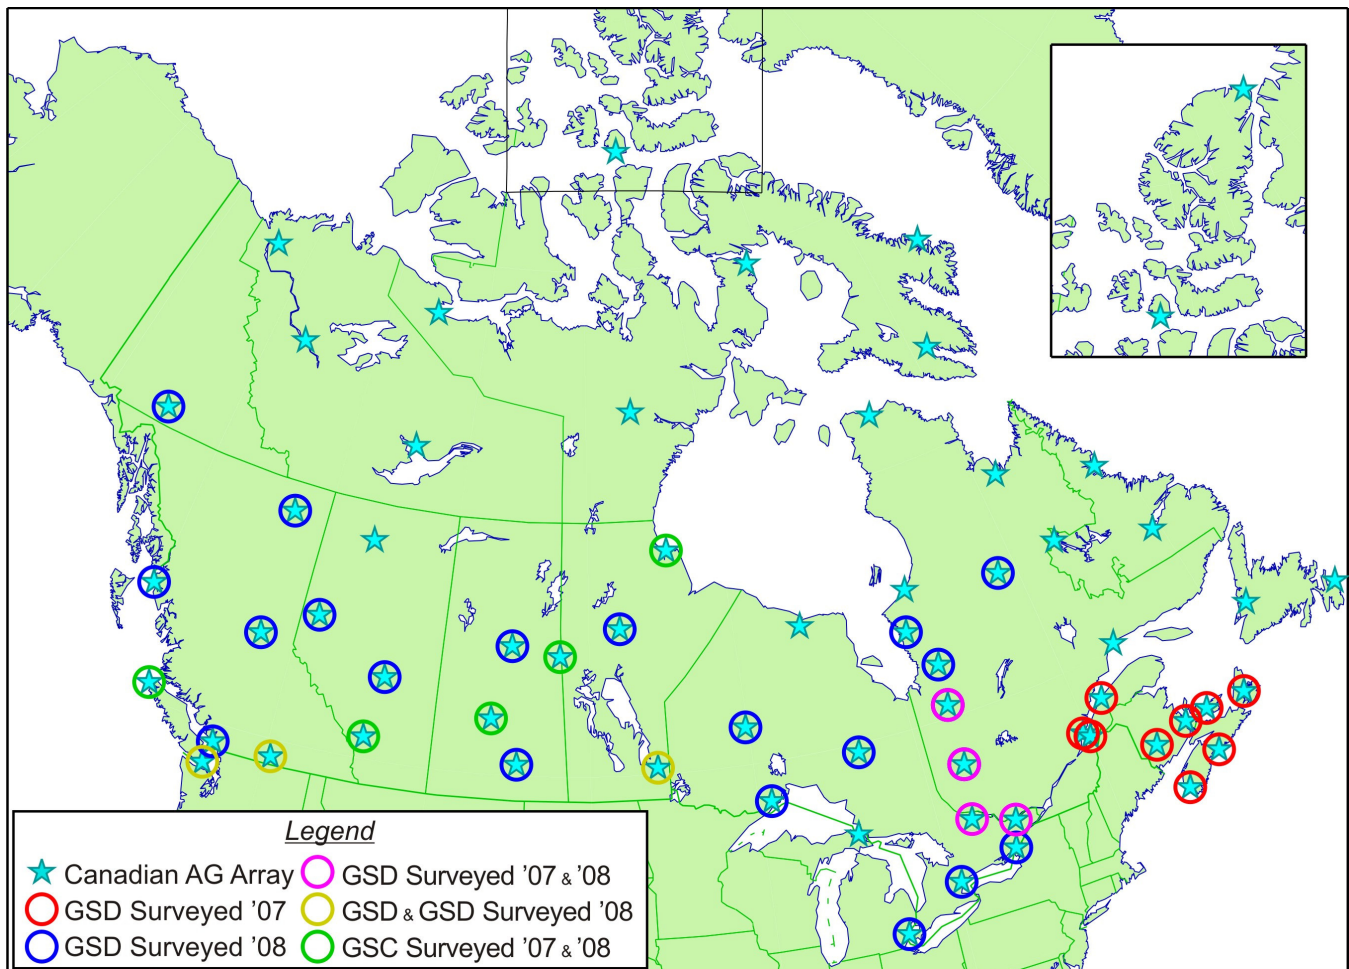 Legend
Canadian AG Array
GSD Surveyed ’07 & ’08
GSD Surveyed ’07
GSD & GSD Surveyed ’08
GSD Surveyed ’08
GSC Surveyed ’07 & ’08